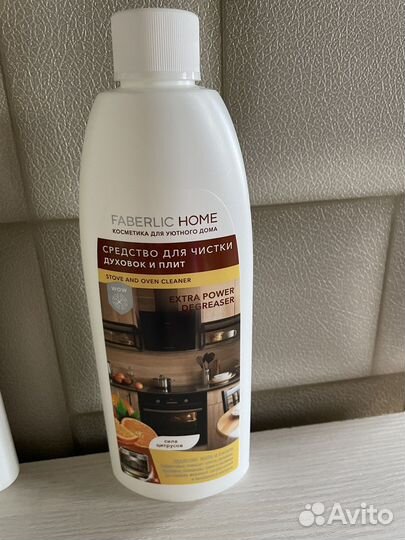 FABERLIC HOME
КОСМЕТИКА ДЛЯ УЮТНОГО ДОМА
СРЕДСТВО ДЛЯ ЧИСТКИ
ДУХОВОК И ПЛИТ
STOVE AND OVEN CLEANER
WOW
EXTRA POWER
DEGREASER
сила
цитрусов
Avito